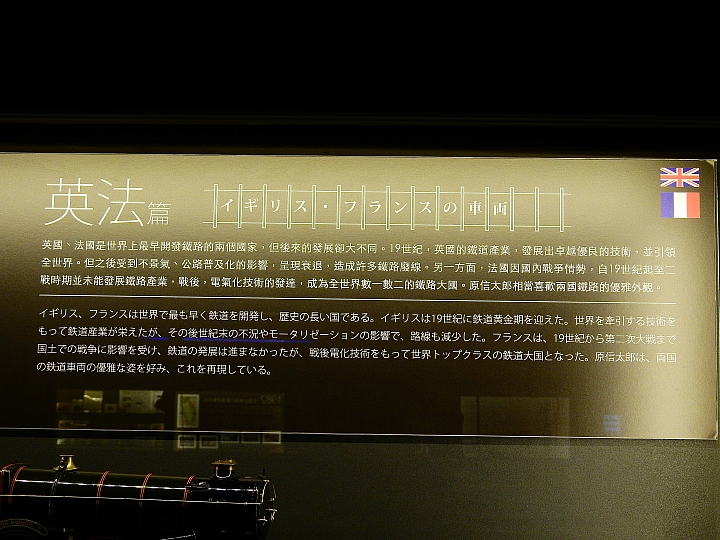 英法篇
イギリス・フランスの車両
英國、法國是世界上最早開發鐵路的兩個國家，但後來的發展卻大不同。19世紀，英國的鐵道產業，發展出卓越優良的技術，並引領
全世界。但之後受到不景氣、公路普及化的影響，呈現衰退，造成許多鐵路廢線。另一方面，法國因國內戰爭情勢，自19世紀起至二
戰時期並未能發展鐵路產業，戰後，電氣化技術的發達，成為全世界數一數二的鐵路大國。原信太郎相當喜歡兩國鐵路的優雅外觀。
イギリス、フランスは世界で最も早く鉄道を開発し、歴史の長い国である。イギリスは19世紀に鉄道黄金期を迎えた。世界を牽引する技術を
もって鉄道産業が栄えたが、その後世紀末の不況やモータリゼーションの影響で、路線も減少した。フランスは、19世紀から第二次大戦まで
国土での戦争に影響を受け、鉄道の発展は進まなかったが、戦後電化技術をもって世界トップクラスの鉄道大国となった。原信太郎は、両国
の鉄道車両の優雅な姿を好み、これを再現している。